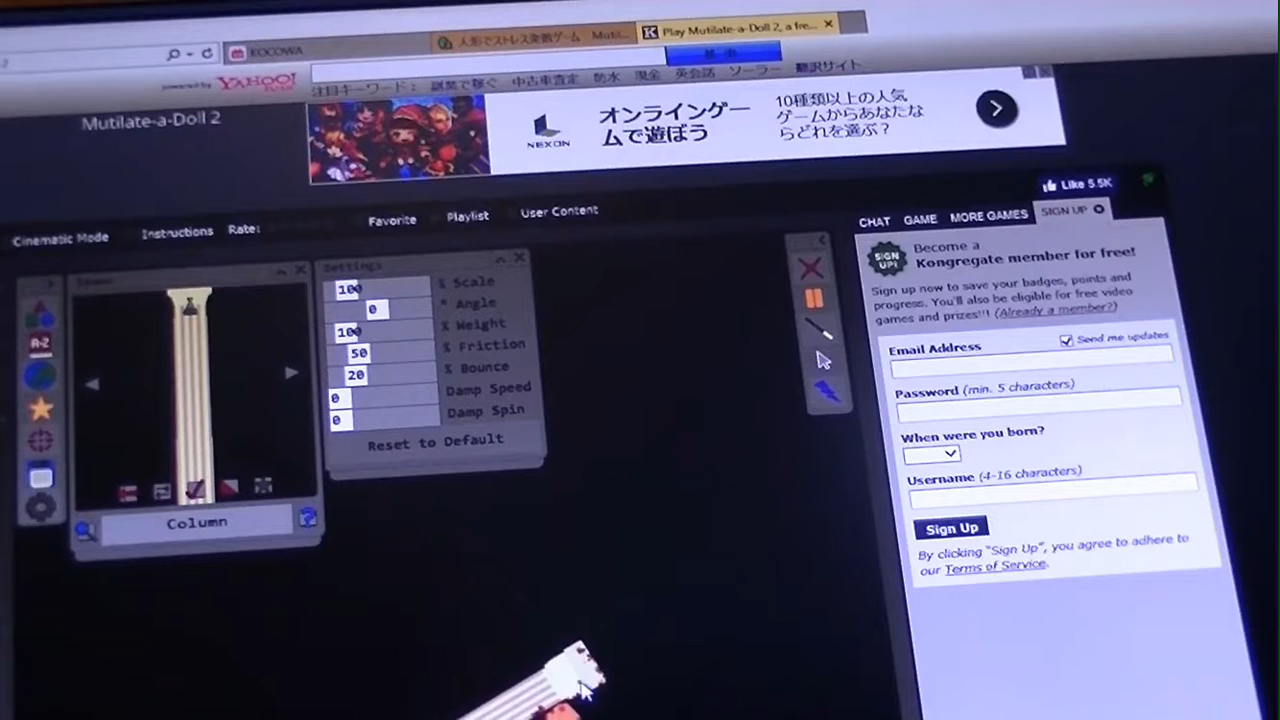 KOCOWA
人形でストレス発散ゲーム Mutil...
Play Mutilate-a-Doll 2, a fre...
powered by YAHOO!
注目キーワード： 副業で稼ぐ 中古車査定 防水 現金 英会話 ソーラー 翻訳サイト
Mutilate-a-Doll 2
NEXON
オンラインゲー
ムで遊ぼう
10種類以上の人気
ゲームからあなたな
らどれを選ぶ？
Like 5.5K
Cinematic Mode Instructions Rate: Favorite Playlist User Content
CHAT GAME MORE GAMES SIGN UP
Settings
100 % Scale
0 ° Angle
100 % Weight
50 % Friction
20 % Bounce
0 Damp Speed
0 Damp Spin
Reset to Default
A-Z
Column
SIGN UP!
Become a
Kongregate member for free!
Sign up now to save your badges, points and
progress. You'll also be eligible for free video
games and prizes!!! (Already a member?)
Email Address Send me updates
Password (min. 5 characters)
When were you born?
Username (4-16 characters)
Sign Up
By clicking "Sign Up", you agree to adhere to
our Terms of Service.